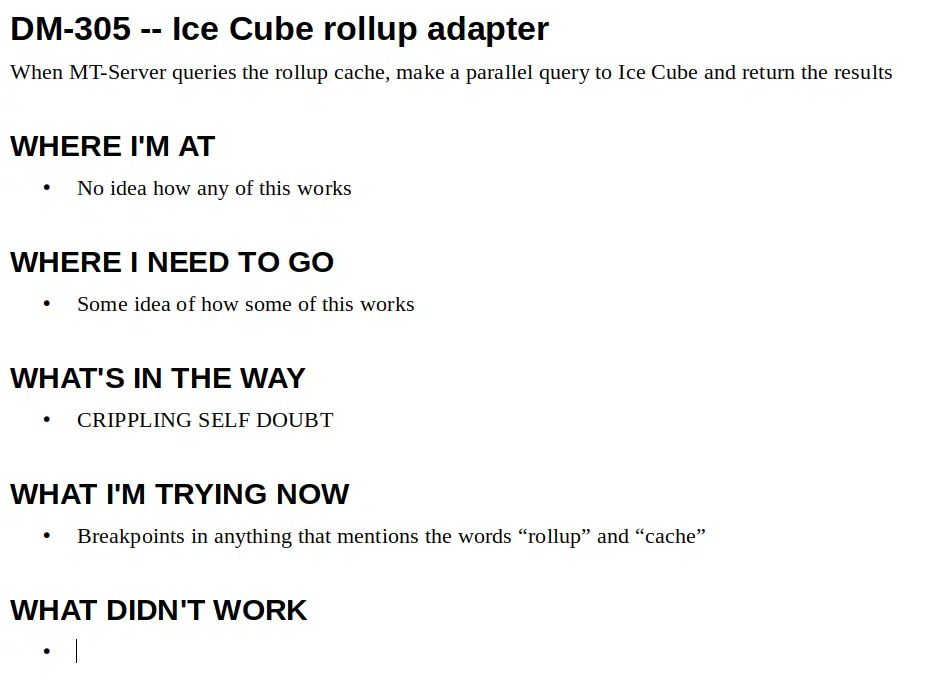 DM-305 -- Ice Cube rollup adapter
When MT-Server queries the rollup cache, make a parallel query to Ice Cube and return the results
WHERE I'M AT
• No idea how any of this works
WHERE I NEED TO GO
• Some idea of how some of this works
WHAT'S IN THE WAY
• CRIPPLING SELF DOUBT
WHAT I'M TRYING NOW
• Breakpoints in anything that mentions the words “rollup” and “cache”
WHAT DIDN'T WORK
•